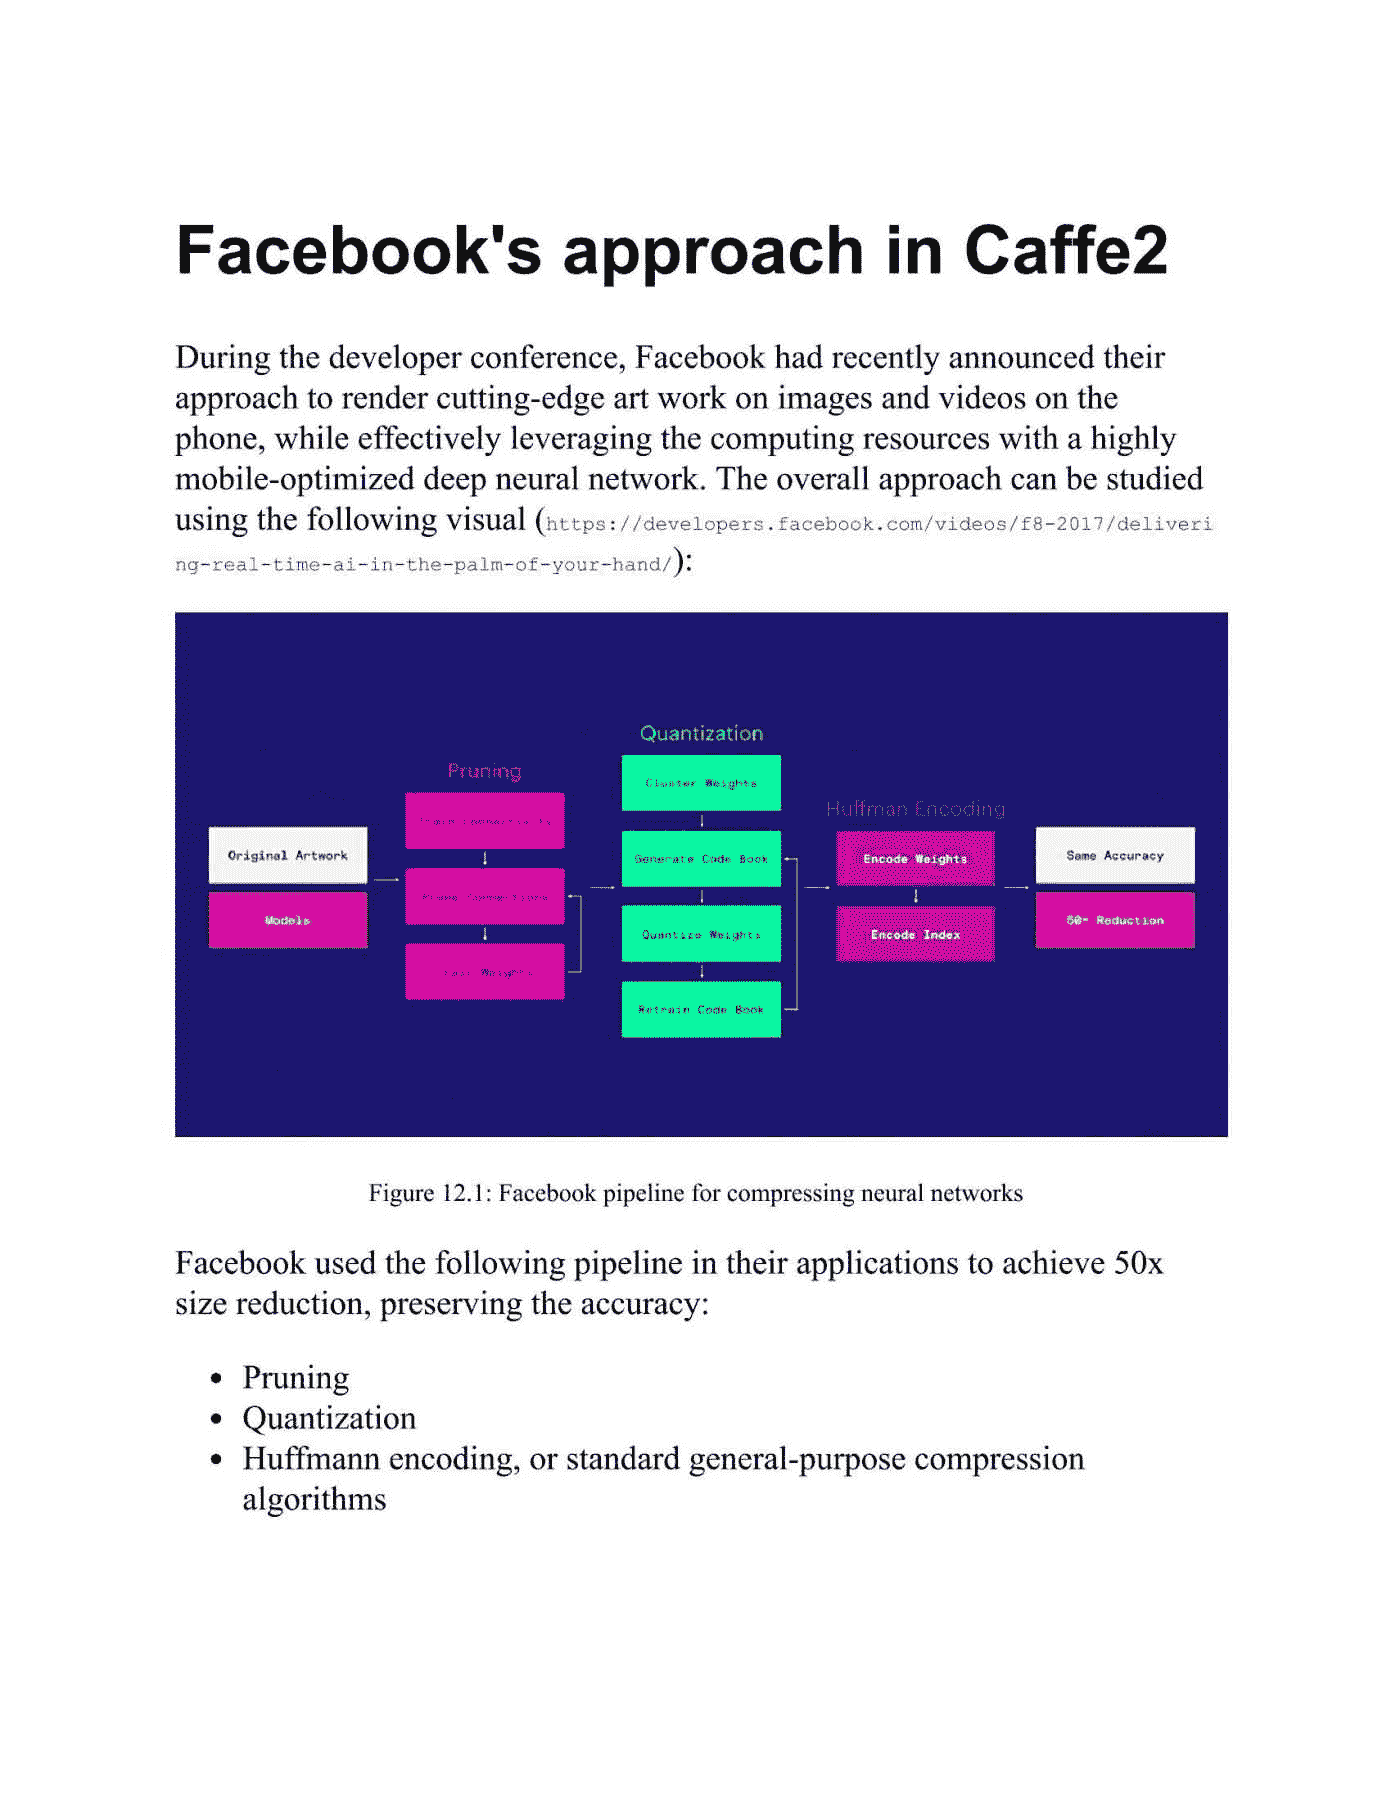 Facebook's approach in Caffe2
During the developer conference, Facebook had recently announced their
approach to render cutting-edge art work on images and videos on the
phone, while effectively leveraging the computing resources with a highly
mobile-optimized deep neural network. The overall approach can be studied
using the following visual (https://developers.facebook.com/videos/f8-2017/deliveri
ng-real-time-ai-in-the-palm-of-your-hand/):
Original Artwork
Models
Pruning
Weights
Quantization
Cluster Weights
Generate Code Book
Quantize Weights
Retrain Code Book
Huffman Encoding
Encode Weights
Encode Index
Same Accuracy
Reduction
Figure 12.1: Facebook pipeline for compressing neural networks
Facebook used the following pipeline in their applications to achieve 50x
size reduction, preserving the accuracy:
• Pruning
• Quantization
• Huffmann encoding, or standard general-purpose compression
algorithms